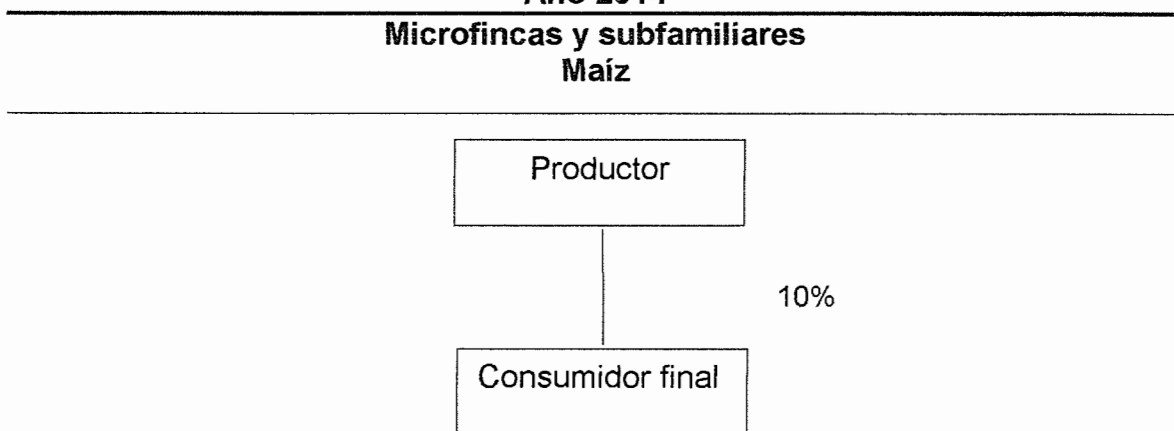 Microfincas y subfamiliares
Maíz
Productor
10%
Consumidor final